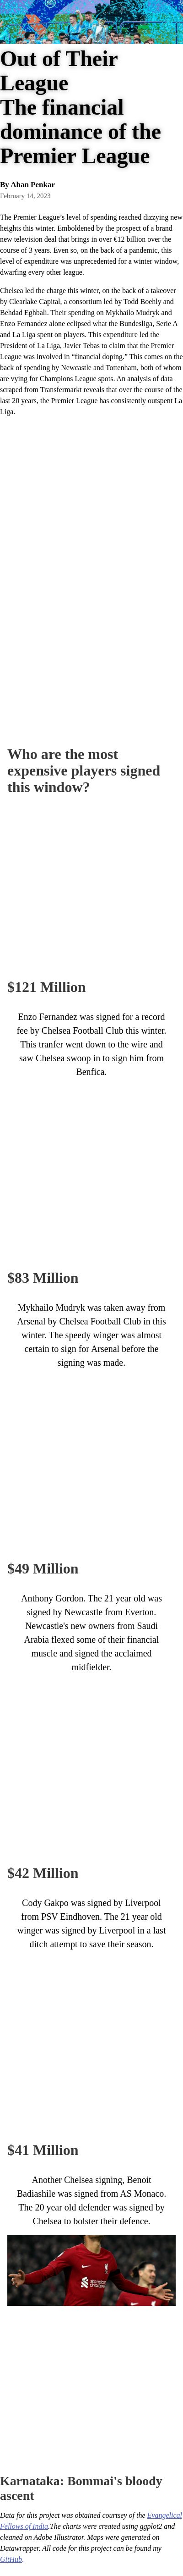 Out of Their
League
The financial
dominance of the
Premier League
By Ahan Penkar
February 14, 2023
The Premier League’s level of spending reached dizzying new
heights this winter. Emboldened by the prospect of a brand
new television deal that brings in over €12 billion over the
course of 3 years. Even so, on the back of a pandemic, this
level of expenditure was unprecedented for a winter window,
dwarfing every other league.
Chelsea led the charge this winter, on the back of a takeover
by Clearlake Capital, a consortium led by Todd Boehly and
Behdad Eghbali. Their spending on Mykhailo Mudryk and
Enzo Fernandez alone eclipsed what the Bundesliga, Serie A
and La Liga spent on players. This expenditure led the
President of La Liga, Javier Tebas to claim that the Premier
League was involved in “financial doping.” This comes on the
back of spending by Newcastle and Tottenham, both of whom
are vying for Champions League spots. An analysis of data
scraped from Transfermarkt reveals that over the course of the
last 20 years, the Premier League has consistently outspent La
Liga.
Who are the most
expensive players signed
this window?
$121 Million
Enzo Fernandez was signed for a record
fee by Chelsea Football Club this winter.
This tranfer went down to the wire and
saw Chelsea swoop in to sign him from
Benfica.
$83 Million
Mykhailo Mudryk was taken away from
Arsenal by Chelsea Football Club in this
winter. The speedy winger was almost
certain to sign for Arsenal before the
signing was made.
$49 Million
Anthony Gordon. The 21 year old was
signed by Newcastle from Everton.
Newcastle's new owners from Saudi
Arabia flexed some of their financial
muscle and signed the acclaimed
midfielder.
$42 Million
Cody Gakpo was signed by Liverpool
from PSV Eindhoven. The 21 year old
winger was signed by Liverpool in a last
ditch attempt to save their season.
$41 Million
Another Chelsea signing, Benoit
Badiashile was signed from AS Monaco.
The 20 year old defender was signed by
Chelsea to bolster their defence.
Karnataka: Bommai's bloody
ascent
Data for this project was obtained courtsey of the Evangelical
Fellows of India.The charts were created using ggplot2 and
cleaned on Adobe Illustrator. Maps were generated on
Datawrapper. All code for this project can be found my
GitHub.